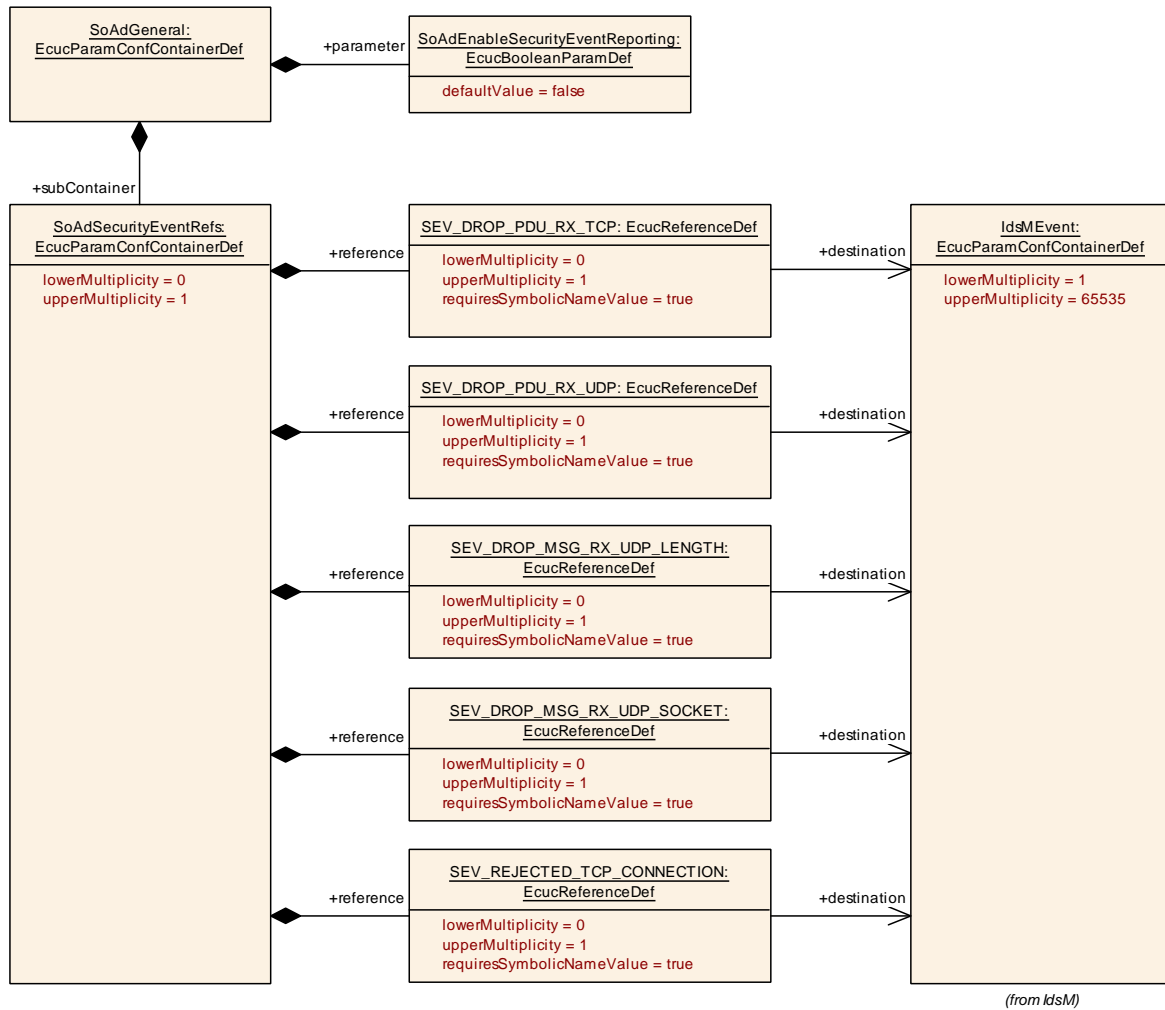 SoAdGeneral:
EcucParamConfContainerDef
+parameter
SoAdEnableSecurityEventReporting:
EcucBooleanParamDef
defaultValue = false
+subContainer
SoAdSecurityEventRefs:
EcucParamConfContainerDef
lowerMultiplicity = 0
upperMultiplicity = 1
+reference
SEV_DROP_PDU_RX_TCP: EcucReferenceDef
lowerMultiplicity = 0
upperMultiplicity = 1
requiresSymbolicNameValue = true
+destination
IdsMEvent:
EcucParamConfContainerDef
lowerMultiplicity = 1
upperMultiplicity = 65535
+reference
SEV_DROP_PDU_RX_UDP: EcucReferenceDef
lowerMultiplicity = 0
upperMultiplicity = 1
requiresSymbolicNameValue = true
+destination
+reference
SEV_DROP_MSG_RX_UDP_LENGTH:
EcucReferenceDef
lowerMultiplicity = 0
upperMultiplicity = 1
requiresSymbolicNameValue = true
+destination
+reference
SEV_DROP_MSG_RX_UDP_SOCKET:
EcucReferenceDef
lowerMultiplicity = 0
upperMultiplicity = 1
requiresSymbolicNameValue = true
+destination
+reference
SEV_REJECTED_TCP_CONNECTION:
EcucReferenceDef
lowerMultiplicity = 0
upperMultiplicity = 1
requiresSymbolicNameValue = true
+destination
(from IdsM)